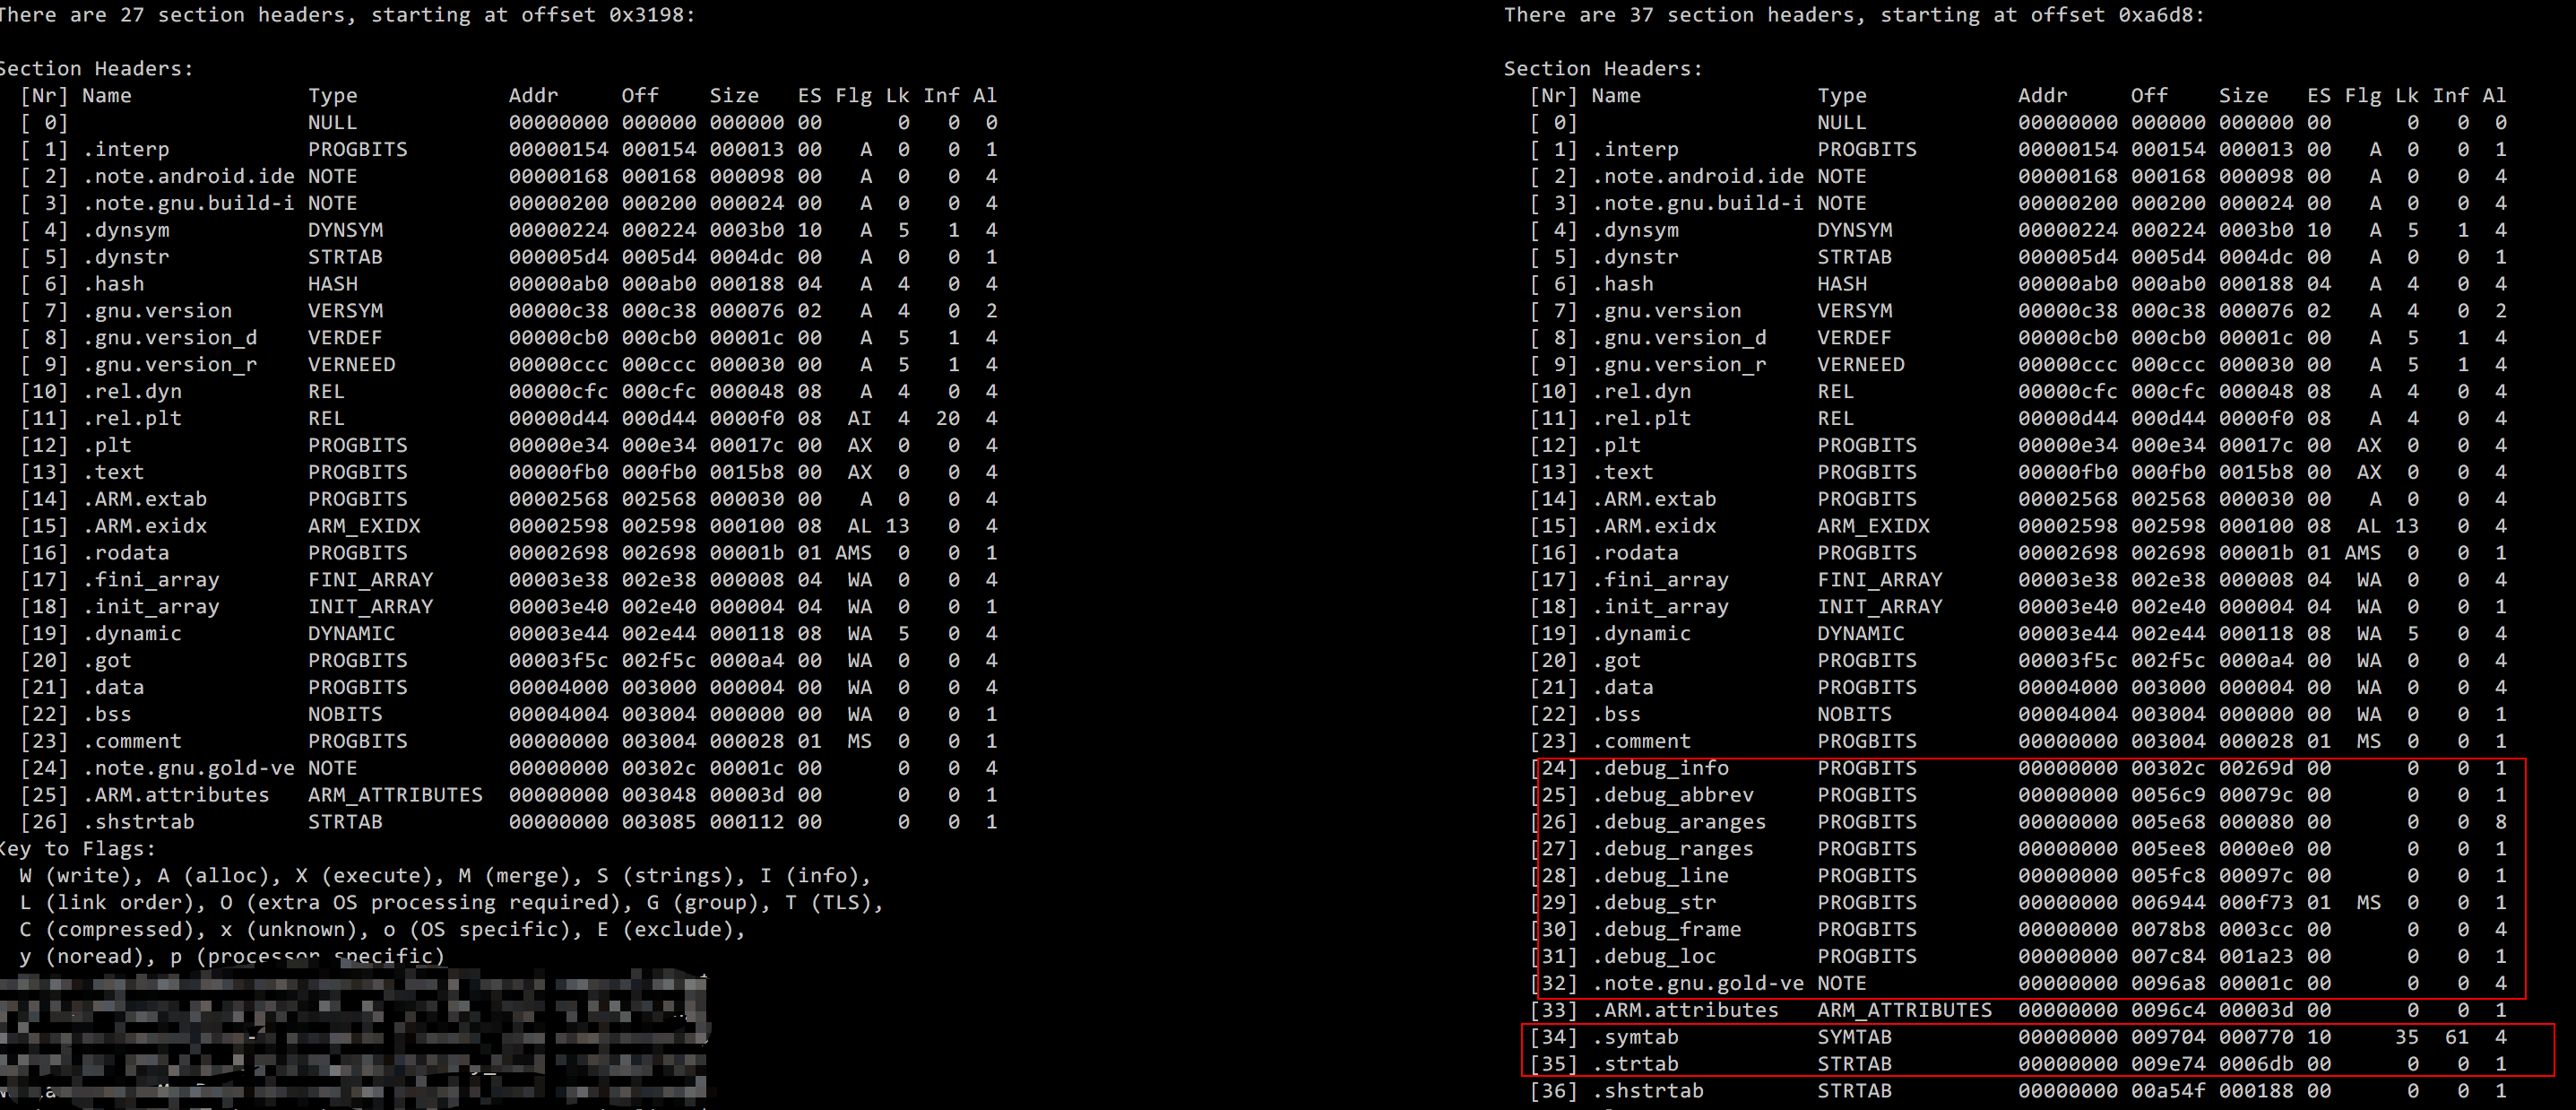 There are 27 section headers, starting at offset 0x3198:
Section Headers:
[Nr] Name Type Addr Off Size ES Flg Lk Inf Al
[ 0] NULL 00000000 000000 000000 00 0 0 0
[ 1] .interp PROGBITS 00000154 000154 000013 00 A 0 0 1
[ 2] .note.android.ide NOTE 00000168 000168 000098 00 A 0 0 4
[ 3] .note.gnu.build-i NOTE 00000200 000200 000024 00 A 0 0 4
[ 4] .dynsym DYNSYM 00000224 000224 0003b0 10 A 5 1 4
[ 5] .dynstr STRTAB 000005d4 0005d4 0004dc 00 A 0 0 1
[ 6] .hash HASH 00000ab0 000ab0 000188 04 A 4 0 4
[ 7] .gnu.version VERSYM 00000c38 000c38 000076 02 A 4 0 2
[ 8] .gnu.version_d VERDEF 00000cb0 000cb0 00001c 00 A 5 1 4
[ 9] .gnu.version_r VERNEED 00000ccc 000ccc 000030 00 A 5 1 4
[10] .rel.dyn REL 00000cfc 000cfc 000048 08 A 4 0 4
[11] .rel.plt REL 00000d44 000d44 0000f0 08 AI 4 20 4
[12] .plt PROGBITS 00000e34 000e34 00017c 00 AX 0 0 4
[13] .text PROGBITS 00000fb0 000fb0 0015b8 00 AX 0 0 4
[14] .ARM.extab PROGBITS 00002568 002568 000030 00 A 0 0 4
[15] .ARM.exidx ARM_EXIDX 00002598 002598 000100 08 AL 13 0 4
[16] .rodata PROGBITS 00002698 002698 00001b 01 AMS 0 0 1
[17] .fini_array FINI_ARRAY 00003e38 002e38 000008 04 WA 0 0 4
[18] .init_array INIT_ARRAY 00003e40 002e40 000004 04 WA 0 0 1
[19] .dynamic DYNAMIC 00003e44 002e44 000118 08 WA 5 0 4
[20] .got PROGBITS 00003f5c 002f5c 0000a4 00 WA 0 0 4
[21] .data PROGBITS 00004000 003000 000004 00 WA 0 0 4
[22] .bss NOBITS 00004004 003004 000000 00 WA 0 0 1
[23] .comment PROGBITS 00000000 003004 000028 01 MS 0 0 1
[24] .note.gnu.gold-ve NOTE 00000000 00302c 00001c 00 0 0 4
[25] .ARM.attributes ARM_ATTRIBUTES 00000000 003048 00003d 00 0 0 1
[26] .shstrtab STRTAB 00000000 003085 000112 00 0 0 1
Key to Flags:
W (write), A (alloc), X (execute), M (merge), S (strings), I (info),
L (link order), O (extra OS processing required), G (group), T (TLS),
C (compressed), x (unknown), o (OS specific), E (exclude),
y (noread), p (processor specific)
There are 37 section headers, starting at offset 0xa6d8:
Section Headers:
[Nr] Name Type Addr Off Size ES Flg Lk Inf Al
[ 0] NULL 00000000 000000 000000 00 0 0 0
[ 1] .interp PROGBITS 00000154 000154 000013 00 A 0 0 1
[ 2] .note.android.ide NOTE 00000168 000168 000098 00 A 0 0 4
[ 3] .note.gnu.build-i NOTE 00000200 000200 000024 00 A 0 0 4
[ 4] .dynsym DYNSYM 00000224 000224 0003b0 10 A 5 1 4
[ 5] .dynstr STRTAB 000005d4 0005d4 0004dc 00 A 0 0 1
[ 6] .hash HASH 00000ab0 000ab0 000188 04 A 4 0 4
[ 7] .gnu.version VERSYM 00000c38 000c38 000076 02 A 4 0 2
[ 8] .gnu.version_d VERDEF 00000cb0 000cb0 00001c 00 A 5 1 4
[ 9] .gnu.version_r VERNEED 00000ccc 000ccc 000030 00 A 5 1 4
[10] .rel.dyn REL 00000cfc 000cfc 000048 08 A 4 0 4
[11] .rel.plt REL 00000d44 000d44 0000f0 08 A 4 0 4
[12] .plt PROGBITS 00000e34 000e34 00017c 00 AX 0 0 4
[13] .text PROGBITS 00000fb0 000fb0 0015b8 00 AX 0 0 4
[14] .ARM.extab PROGBITS 00002568 002568 000030 00 A 0 0 4
[15] .ARM.exidx ARM_EXIDX 00002598 002598 000100 08 AL 13 0 4
[16] .rodata PROGBITS 00002698 002698 00001b 01 AMS 0 0 1
[17] .fini_array FINI_ARRAY 00003e38 002e38 000008 04 WA 0 0 4
[18] .init_array INIT_ARRAY 00003e40 002e40 000004 04 WA 0 0 1
[19] .dynamic DYNAMIC 00003e44 002e44 000118 08 WA 5 0 4
[20] .got PROGBITS 00003f5c 002f5c 0000a4 00 WA 0 0 4
[21] .data PROGBITS 00004000 003000 000004 00 WA 0 0 4
[22] .bss NOBITS 00004004 003004 000000 00 WA 0 0 1
[23] .comment PROGBITS 00000000 003004 000028 01 MS 0 0 1
[24] .debug_info PROGBITS 00000000 00302c 00269d 00 0 0 1
[25] .debug_abbrev PROGBITS 00000000 0056c9 00079c 00 0 0 1
[26] .debug_aranges PROGBITS 00000000 005e68 000080 00 0 0 8
[27] .debug_ranges PROGBITS 00000000 005ee8 0000e0 00 0 0 1
[28] .debug_line PROGBITS 00000000 005fc8 00097c 00 0 0 1
[29] .debug_str PROGBITS 00000000 006944 000f73 01 MS 0 0 1
[30] .debug_frame PROGBITS 00000000 0078b8 0003cc 00 0 0 4
[31] .debug_loc PROGBITS 00000000 007c84 001a23 00 0 0 1
[32] .note.gnu.gold-ve NOTE 00000000 0096a8 00001c 00 0 0 4
[33] .ARM.attributes ARM_ATTRIBUTES 00000000 0096c4 00003d 00 0 0 1
[34] .symtab SYMTAB 00000000 009704 000770 10 35 61 4
[35] .strtab STRTAB 00000000 009e74 0006db 00 0 0 1
[36] .shstrtab STRTAB 00000000 00a54f 000188 00 0 0 1